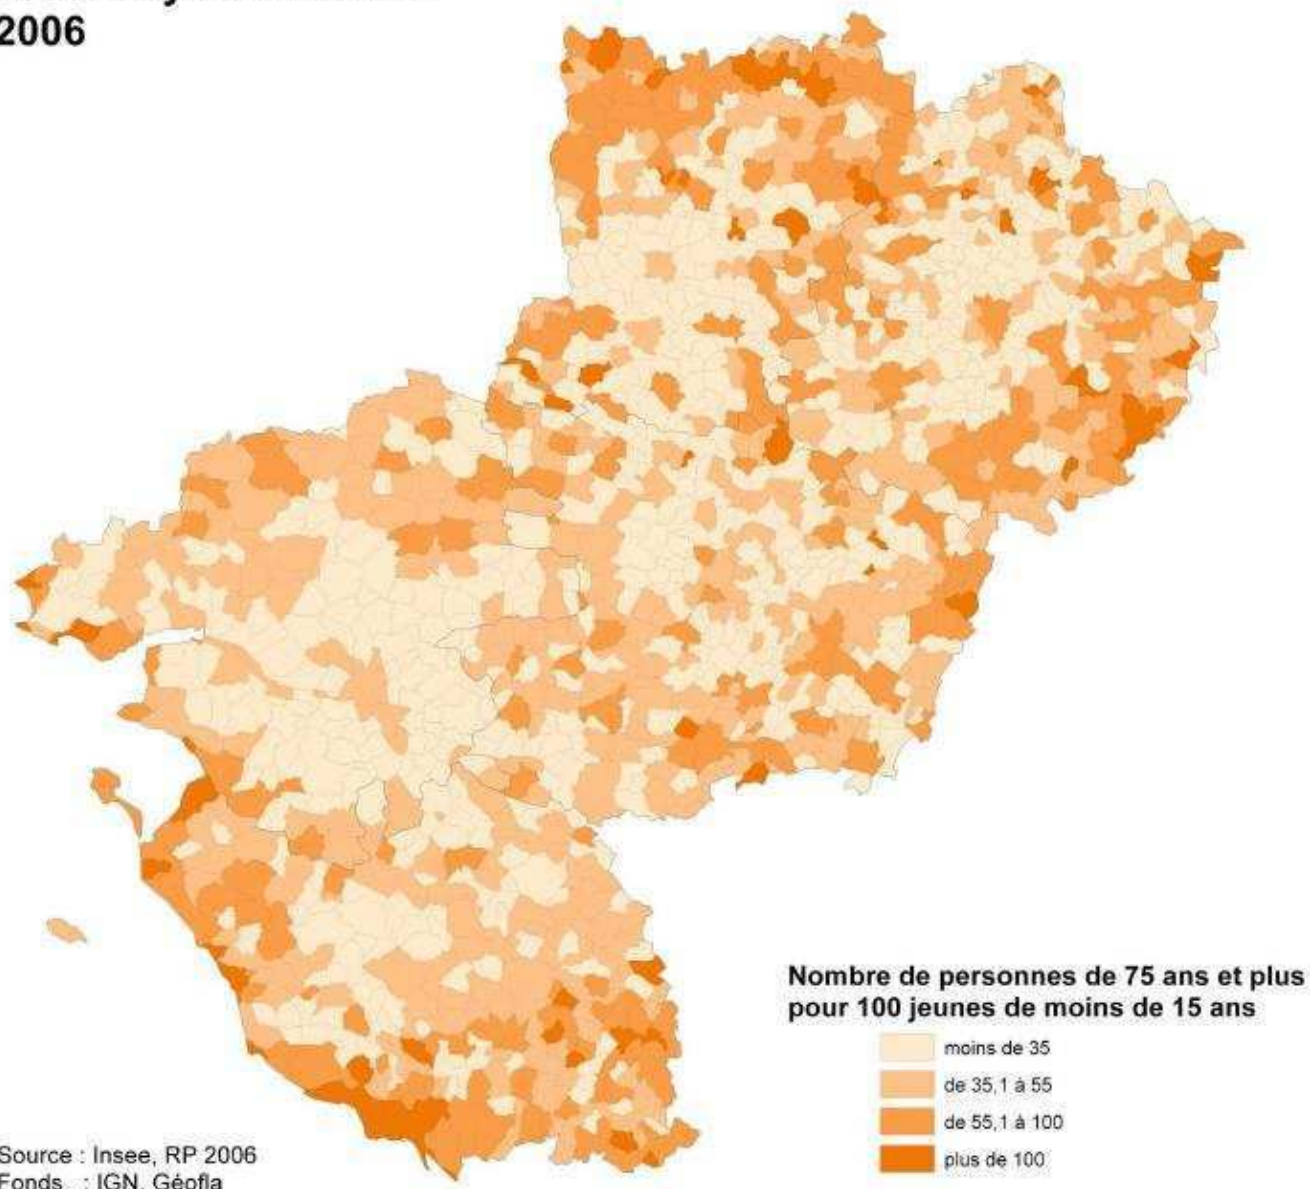 2006
Nombre de personnes de 75 ans et plus
pour 100 jeunes de moins de 15 ans
moins de 35
de 35,1 à 55
de 55,1 à 100
plus de 100
Source : Insee, RP 2006
Fonds : IGN, Géofla